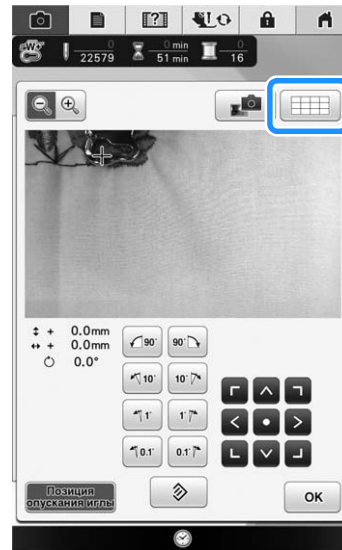 [?]
0
22579
0 min
51 min
0
16
↕ + 0.0mm
↔ + 0.0mm
0.0°
90°
90°
10°
10°
1°
1°
0.1°
0.1°
Позиция
опускания иглы
OK